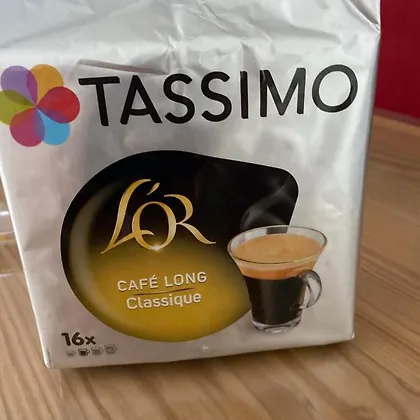 TASSIMO
L'OR
CAFÉ LONG
Classique
16x